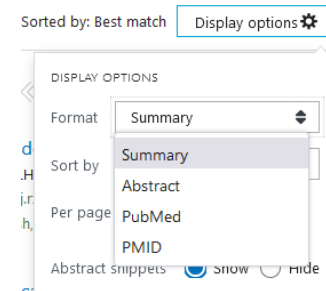 Sorted by: Best match Display options
DISPLAY OPTIONS
Format Summary
Summary
Sort by
Abstract
Per page PubMed
PMID
Abstract snippets Show Hide